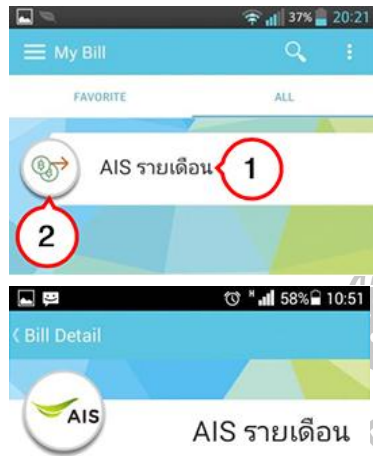 37% 20:21
My Bill
FAVORITE ALL
AIS รายเดือน 1
2
H 58% 10:51
Bill Detail
AIS
AIS รายเดือน